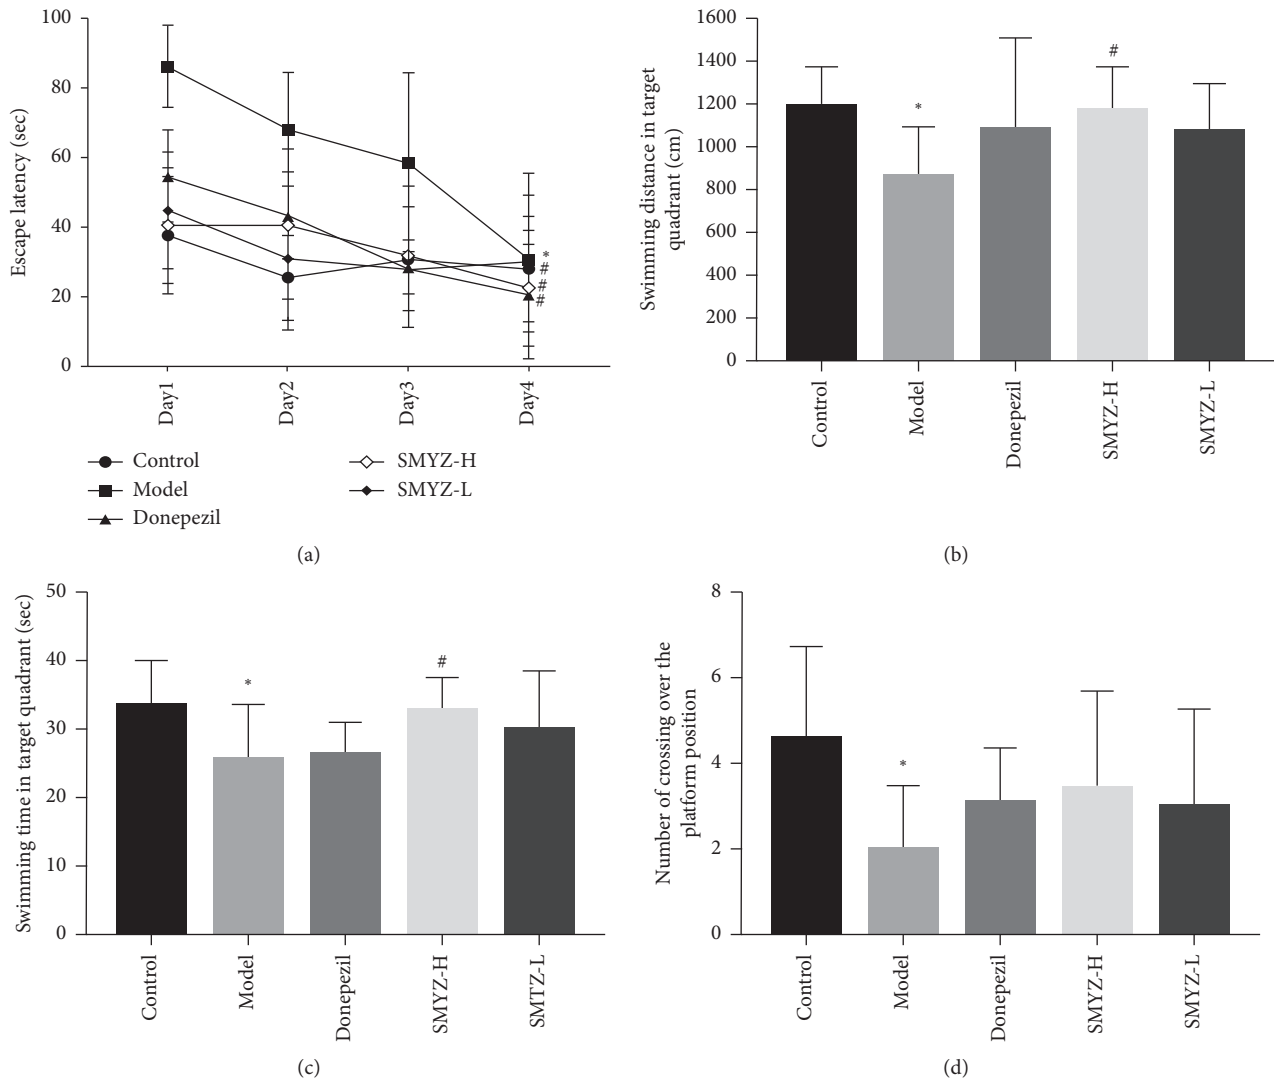 100
80
60
40
20
0
Escape latency (sec)
*
#
#
#
Day1
Day2
Day3
Day4
Control
Model
Donepezil
SMYZ-H
SMYZ-L
(a)
1600
1400
1200
1000
800
600
400
200
0
Swimming distance in target
quadrant (cm)
*
#
Control
Model
Donepezil
SMYZ-H
SMYZ-L
(b)
50
40
30
20
10
0
Swimming time in target quadrant (sec)
*
#
Control
Model
Donepezil
SMYZ-H
SMTZ-L
(c)
8
6
4
2
0
Number of crossing over the
platform position
*
Control
Model
Donepezil
SMYZ-H
SMYZ-L
(d)